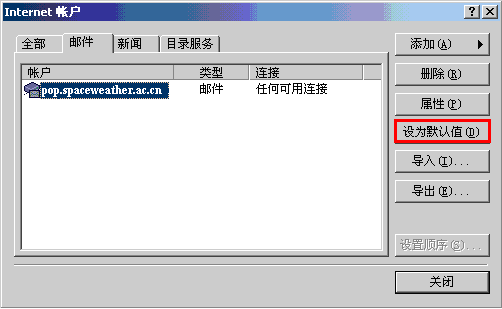 Internet 帐户
全部 邮件 新闻 目录服务
帐户 类型 连接
pop.spaceweather.ac.cn 邮件 任何可用连接
添加(A)
删除(R)
属性(P)
设为默认值(D)
导入(I)...
导出(E)...
设置顺序(S)...
关闭